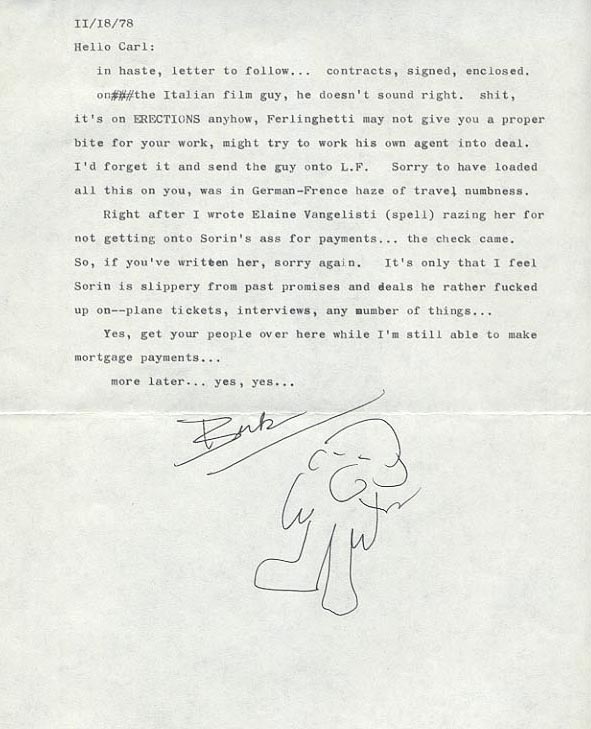 II/I8/78
Hello Carl:
in haste, letter to follow... contracts, signed, enclosed.
on###the Italian film guy, he doesn't sound right. shit,
it's on ERECTIONS anyhow, Ferlinghetti may not give you a proper
bite for your work, might try to work his own agent into deal.
I'd forget it and send the guy onto L.F. Sorry to have loaded
all this on you, was in German-Frence haze of travel numbness.
Right after I wrote Elaine Vangelisti (spell) razing her for
not getting onto Sorin's ass for payments... the check came.
So, if you've written her, sorry again. It's only that I feel
Sorin is slippery from past promises and deals he rather fucked
up on--plane tickets, interviews, any number of things...
Yes, get your people over here while I'm still able to make
mortgage payments...
more later... yes, yes...
Buk